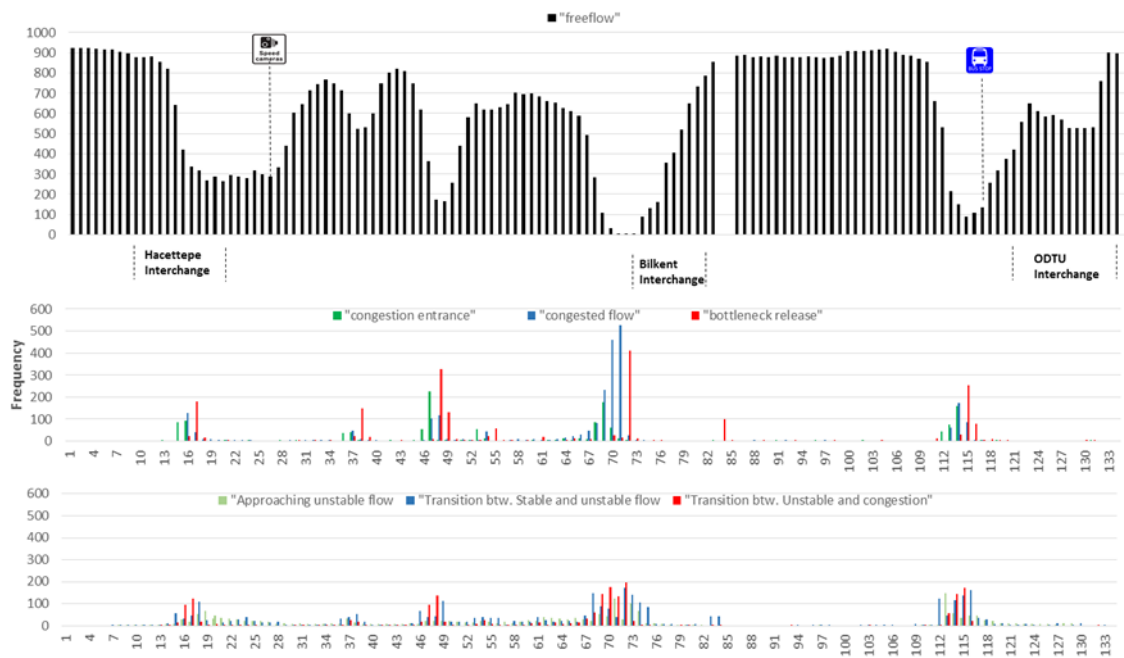 "freeflow"
1000
900
800
700
600
500
400
300
200
100
0
Speed
cameras
BUS STOP
Hacettepe
Interchange
Bilkent
Interchange
ODTU
Interchange
Frequency
600
500
400
300
200
100
0
"congestion entrance" "congested flow" "bottleneck release"
1 4 7 10 13 16 19 22 25 28 31 34 37 40 43 46 49 52 55 58 61 64 67 70 73 76 79 82 85 88 91 94 97 100 103 106 109 112 115 118 121 124 127 130 133
600
500
400
300
200
100
0
"Approaching unstable flow" "Transition btw. Stable and unstable flow "Transition btw. Unstable and congestion"
1 4 7 10 13 16 19 22 25 28 31 34 37 40 43 46 49 52 55 58 61 64 67 70 73 76 79 82 85 88 91 94 97 100 103 106 109 112 115 118 121 124 127 130 133